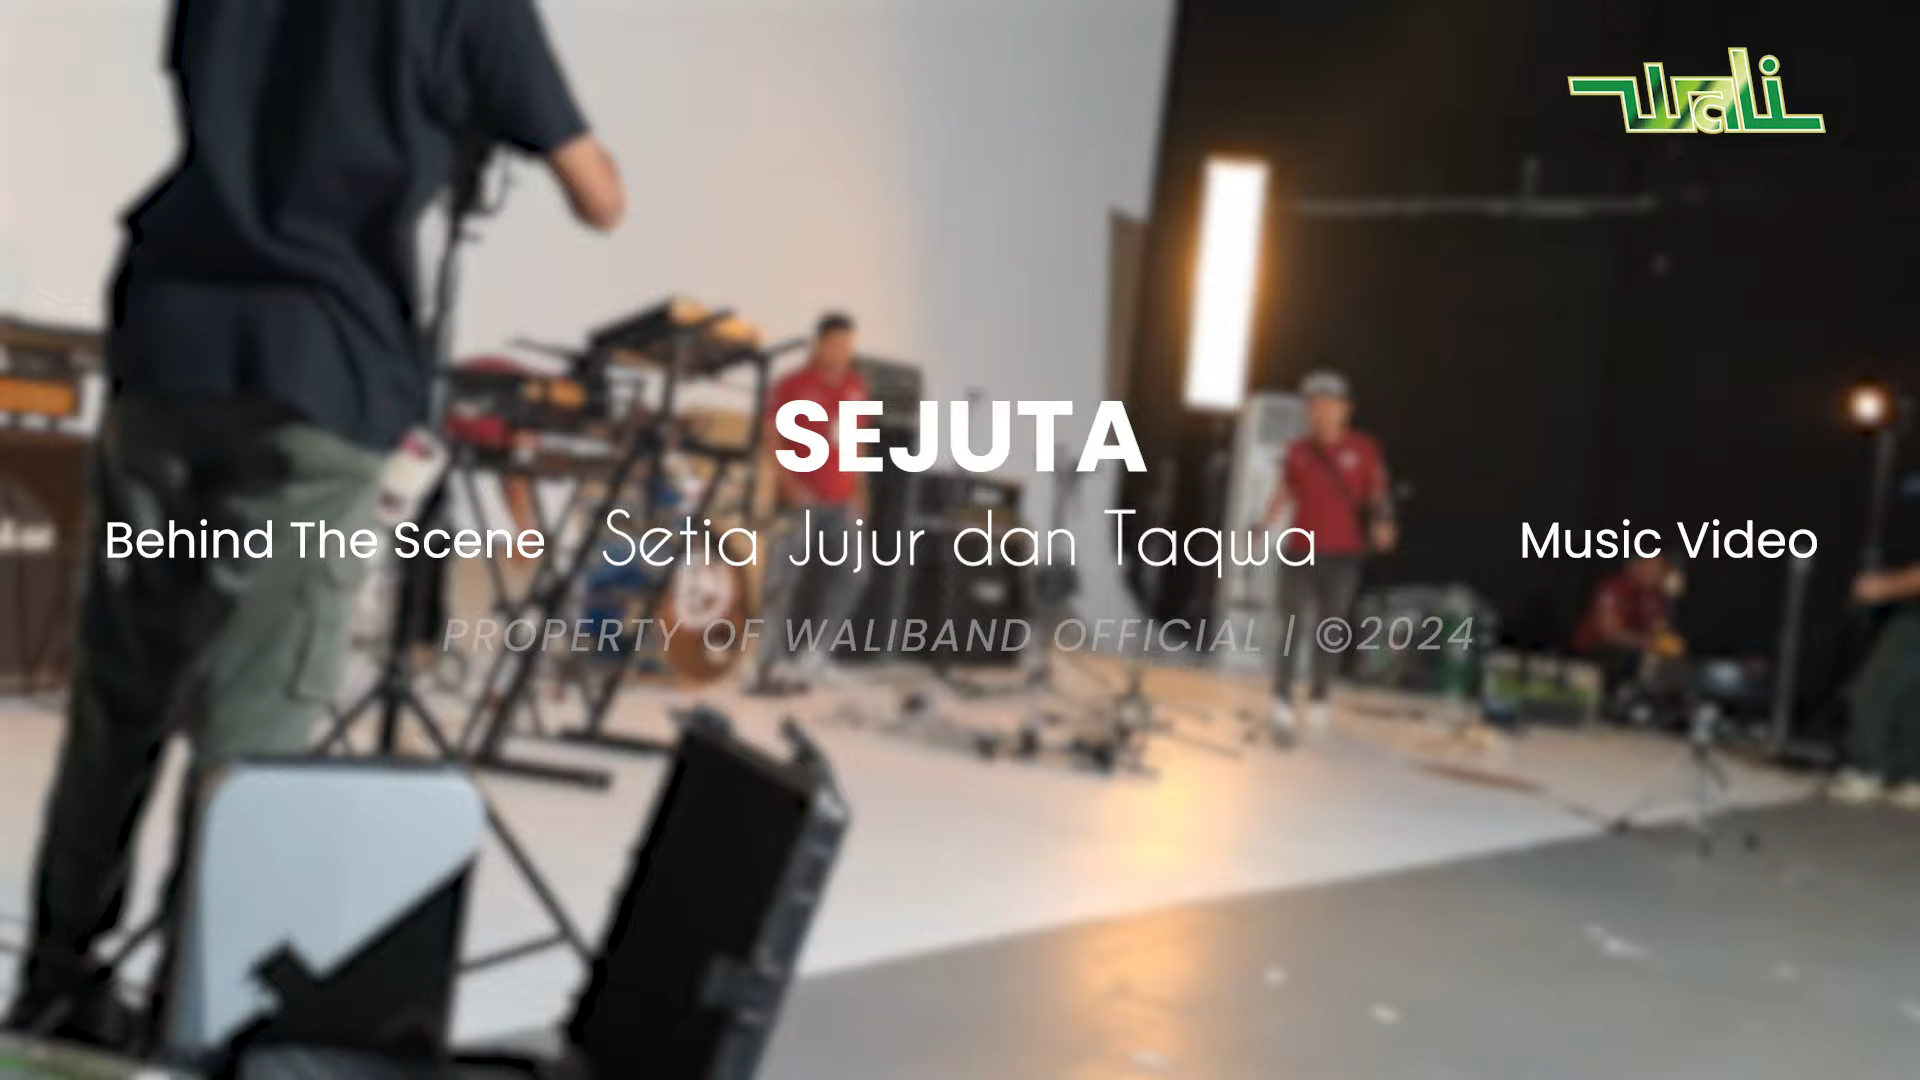 Wali
SEJUTA
Behind The Scene
Setia Jujur dan Taqwa
Music Video
PROPERTY OF WALIBAND OFFICIAL | ©2024